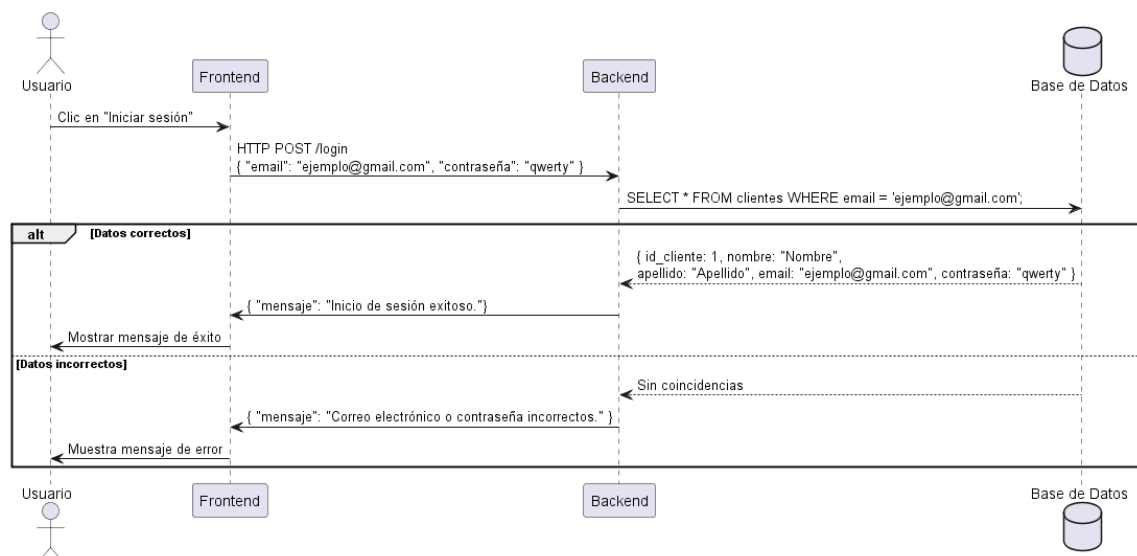 Usuario
Frontend
Backend
Base de Datos
Clic en "Iniciar sesión"
HTTP POST /login
{ "email": "ejemplo@gmail.com", "contraseña": "qwerty" }
SELECT * FROM clientes WHERE email = 'ejemplo@gmail.com';
alt
[Datos correctos]
{ id_cliente: 1, nombre: "Nombre",
apellido: "Apellido", email: "ejemplo@gmail.com", contraseña: "qwerty" }
{ "mensaje": "Inicio de sesión exitoso."}
Mostrar mensaje de éxito
[Datos incorrectos]
Sin coincidencias
{ "mensaje": "Correo electrónico o contraseña incorrectos." }
Muestra mensaje de error
Usuario
Frontend
Backend
Base de Datos